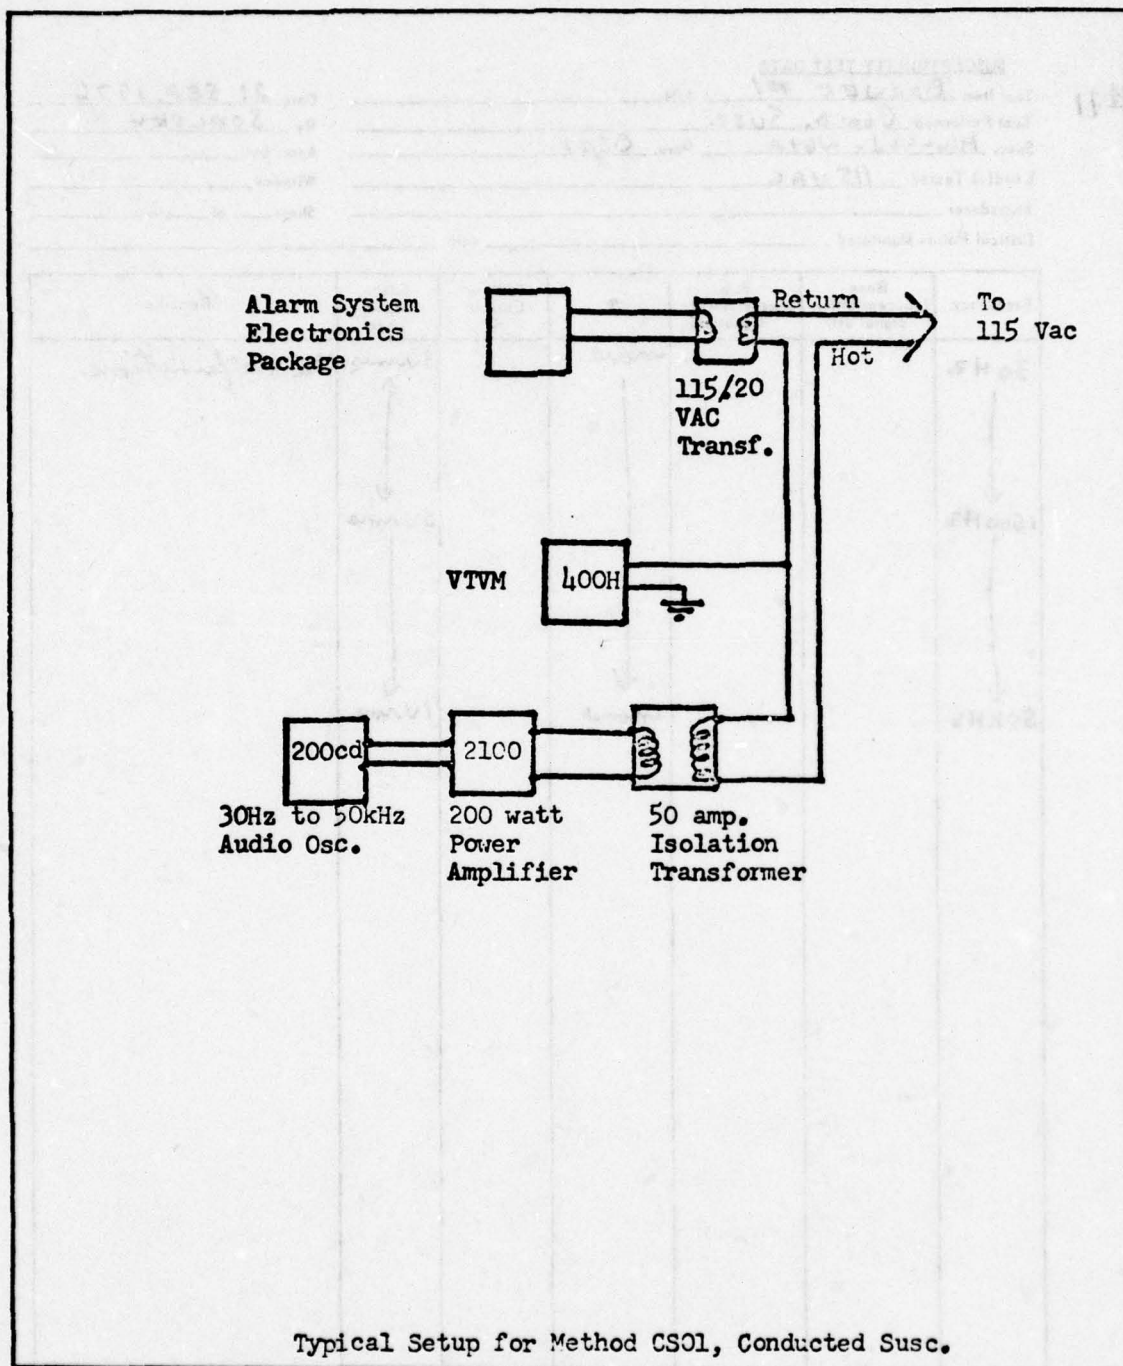 Alarm System
Electronics
Package
Return
Hot
To
115 Vac
115/20
VAC
Transf.
VTVM
400H
200cd
2100
30Hz to 50kHz
Audio Osc.
200 watt
Power
Amplifier
50 amp.
Isolation
Transformer
Typical Setup for Method CS01, Conducted Susc.